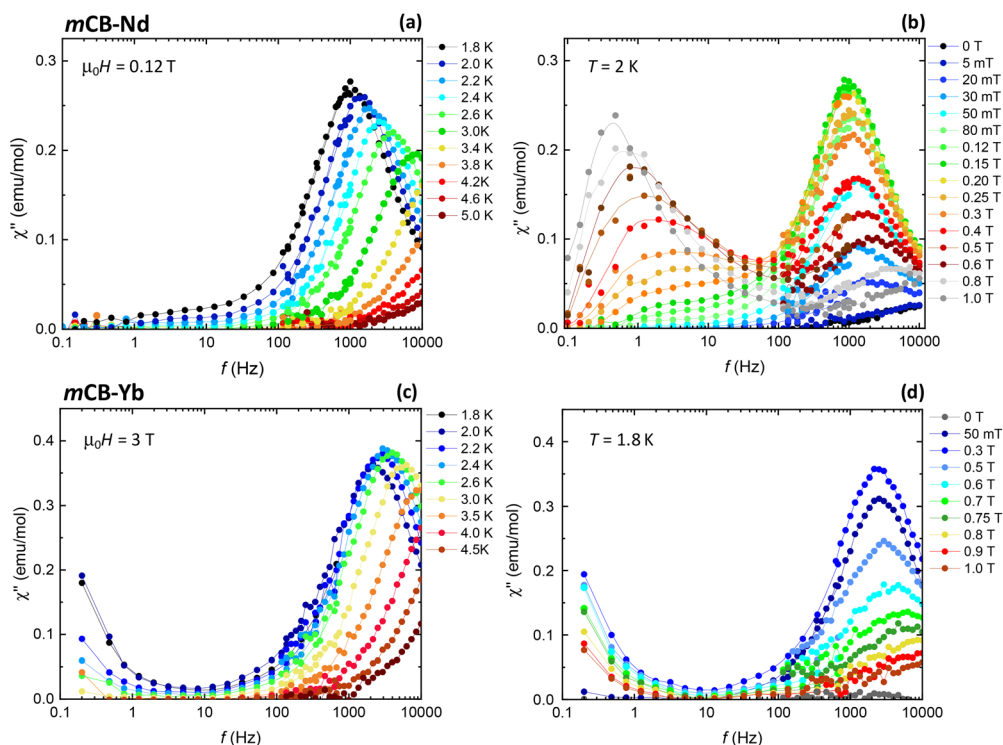 mCB-Nd
(a)
μ₀H = 0.12 T
χ'' (emu/mol)
0.3
0.2
0.1
0.0
0.1
1
10
100
1000
10000
f (Hz)
1.8 K
2.0 K
2.2 K
2.4 K
2.6 K
3.0K
3.4 K
3.8 K
4.2K
4.6 K
5.0 K
(b)
T = 2 K
χ'' (emu/mol)
0.3
0.2
0.1
0.0
0.1
1
10
100
1000
10000
f (Hz)
0 T
5 mT
20 mT
30 mT
50 mT
80 mT
0.12 T
0.15 T
0.20 T
0.25 T
0.3 T
0.4 T
0.5 T
0.6 T
0.8 T
1.0 T
mCB-Yb
(c)
μ₀H = 3 T
χ'' (emu/mol)
0.4
0.3
0.2
0.1
0.0
0.1
1
10
100
1000
10000
f (Hz)
1.8 K
2.0 K
2.2 K
2.4 K
2.6 K
3.0 K
3.5 K
4.0 K
4.5K
(d)
T = 1.8 K
χ'' (emu/mol)
0.4
0.3
0.2
0.1
0.0
0.1
1
10
100
1000
10000
f (Hz)
0 T
50 mT
0.3 T
0.5 T
0.6 T
0.7 T
0.75 T
0.8 T
0.9 T
1.0 T